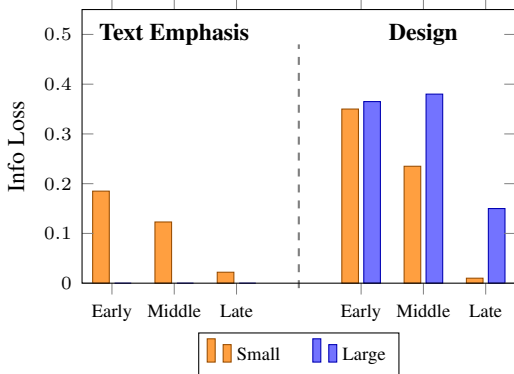 Text Emphasis Design
0.5
0.4
0.3
0.2
0.1
0
Info Loss
Early Middle Late Early Middle Late
Small Large